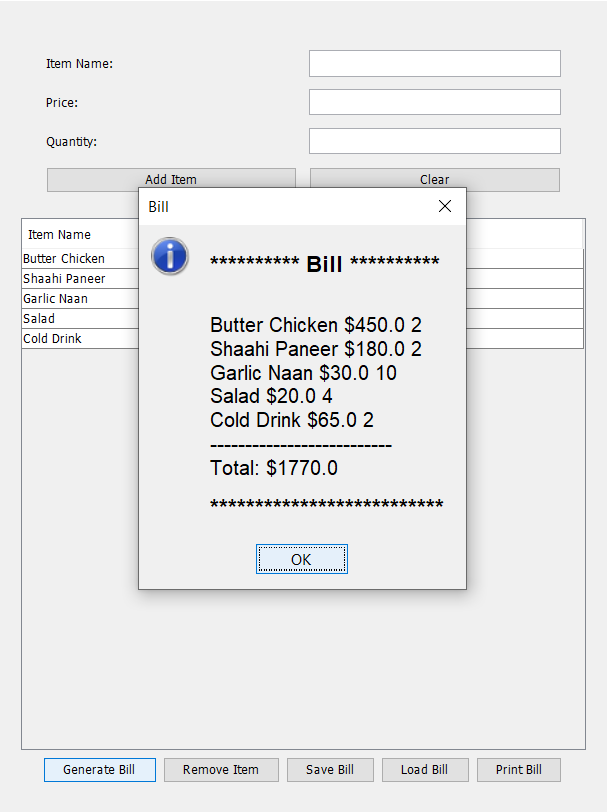 Item Name:
Price:
Quantity:
Add Item Clear
Bill
Item Name
********** Bill **********
Butter Chicken
Shaahi Paneer
Garlic Naan
Salad
Cold Drink
Butter Chicken $450.0 2
Shaahi Paneer $180.0 2
Garlic Naan $30.0 10
Salad $20.0 4
Cold Drink $65.0 2
--------------------------
Total: $1770.0
**************************
OK
Generate Bill Remove Item Save Bill Load Bill Print Bill